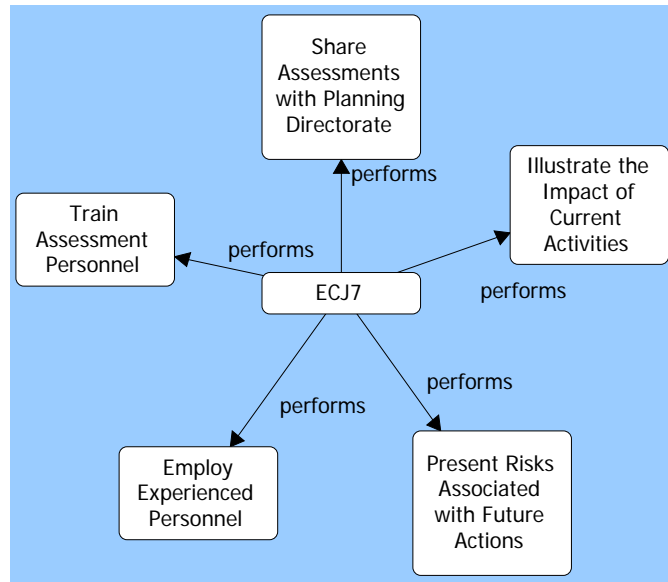 Share
Assessments
with Planning
Directorate
performs
Illustrate the
Impact of
Current
Activities
Train
Assessment
Personnel
performs
ECJ7
performs
performs
performs
Employ
Experienced
Personnel
Present Risks
Associated
with Future
Actions